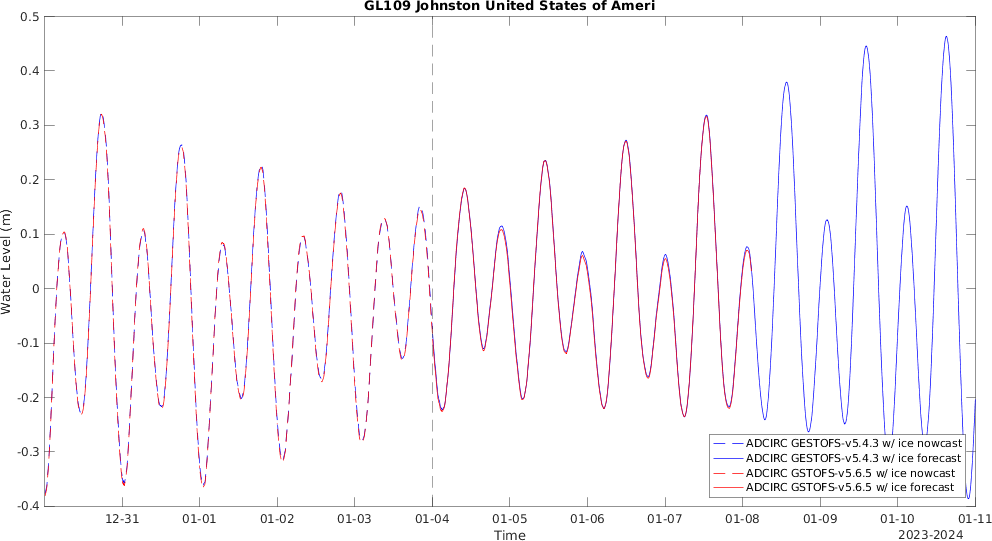 GL109 Johnston United States of Ameri
0.5
0.4
0.3
0.2
0.1
0
-0.1
-0.2
-0.3
-0.4
Water Level (m)
ADCIRC GESTOFS-v5.4.3 w/ ice nowcast
ADCIRC GESTOFS-v5.4.3 w/ ice forecast
ADCIRC GSTOFS-v5.6.5 w/ ice nowcast
ADCIRC GSTOFS-v5.6.5 w/ ice forecast
12-31 01-01 01-02 01-03 01-04 01-05 01-06 01-07 01-08 01-09 01-10 01-11
Time
2023-2024